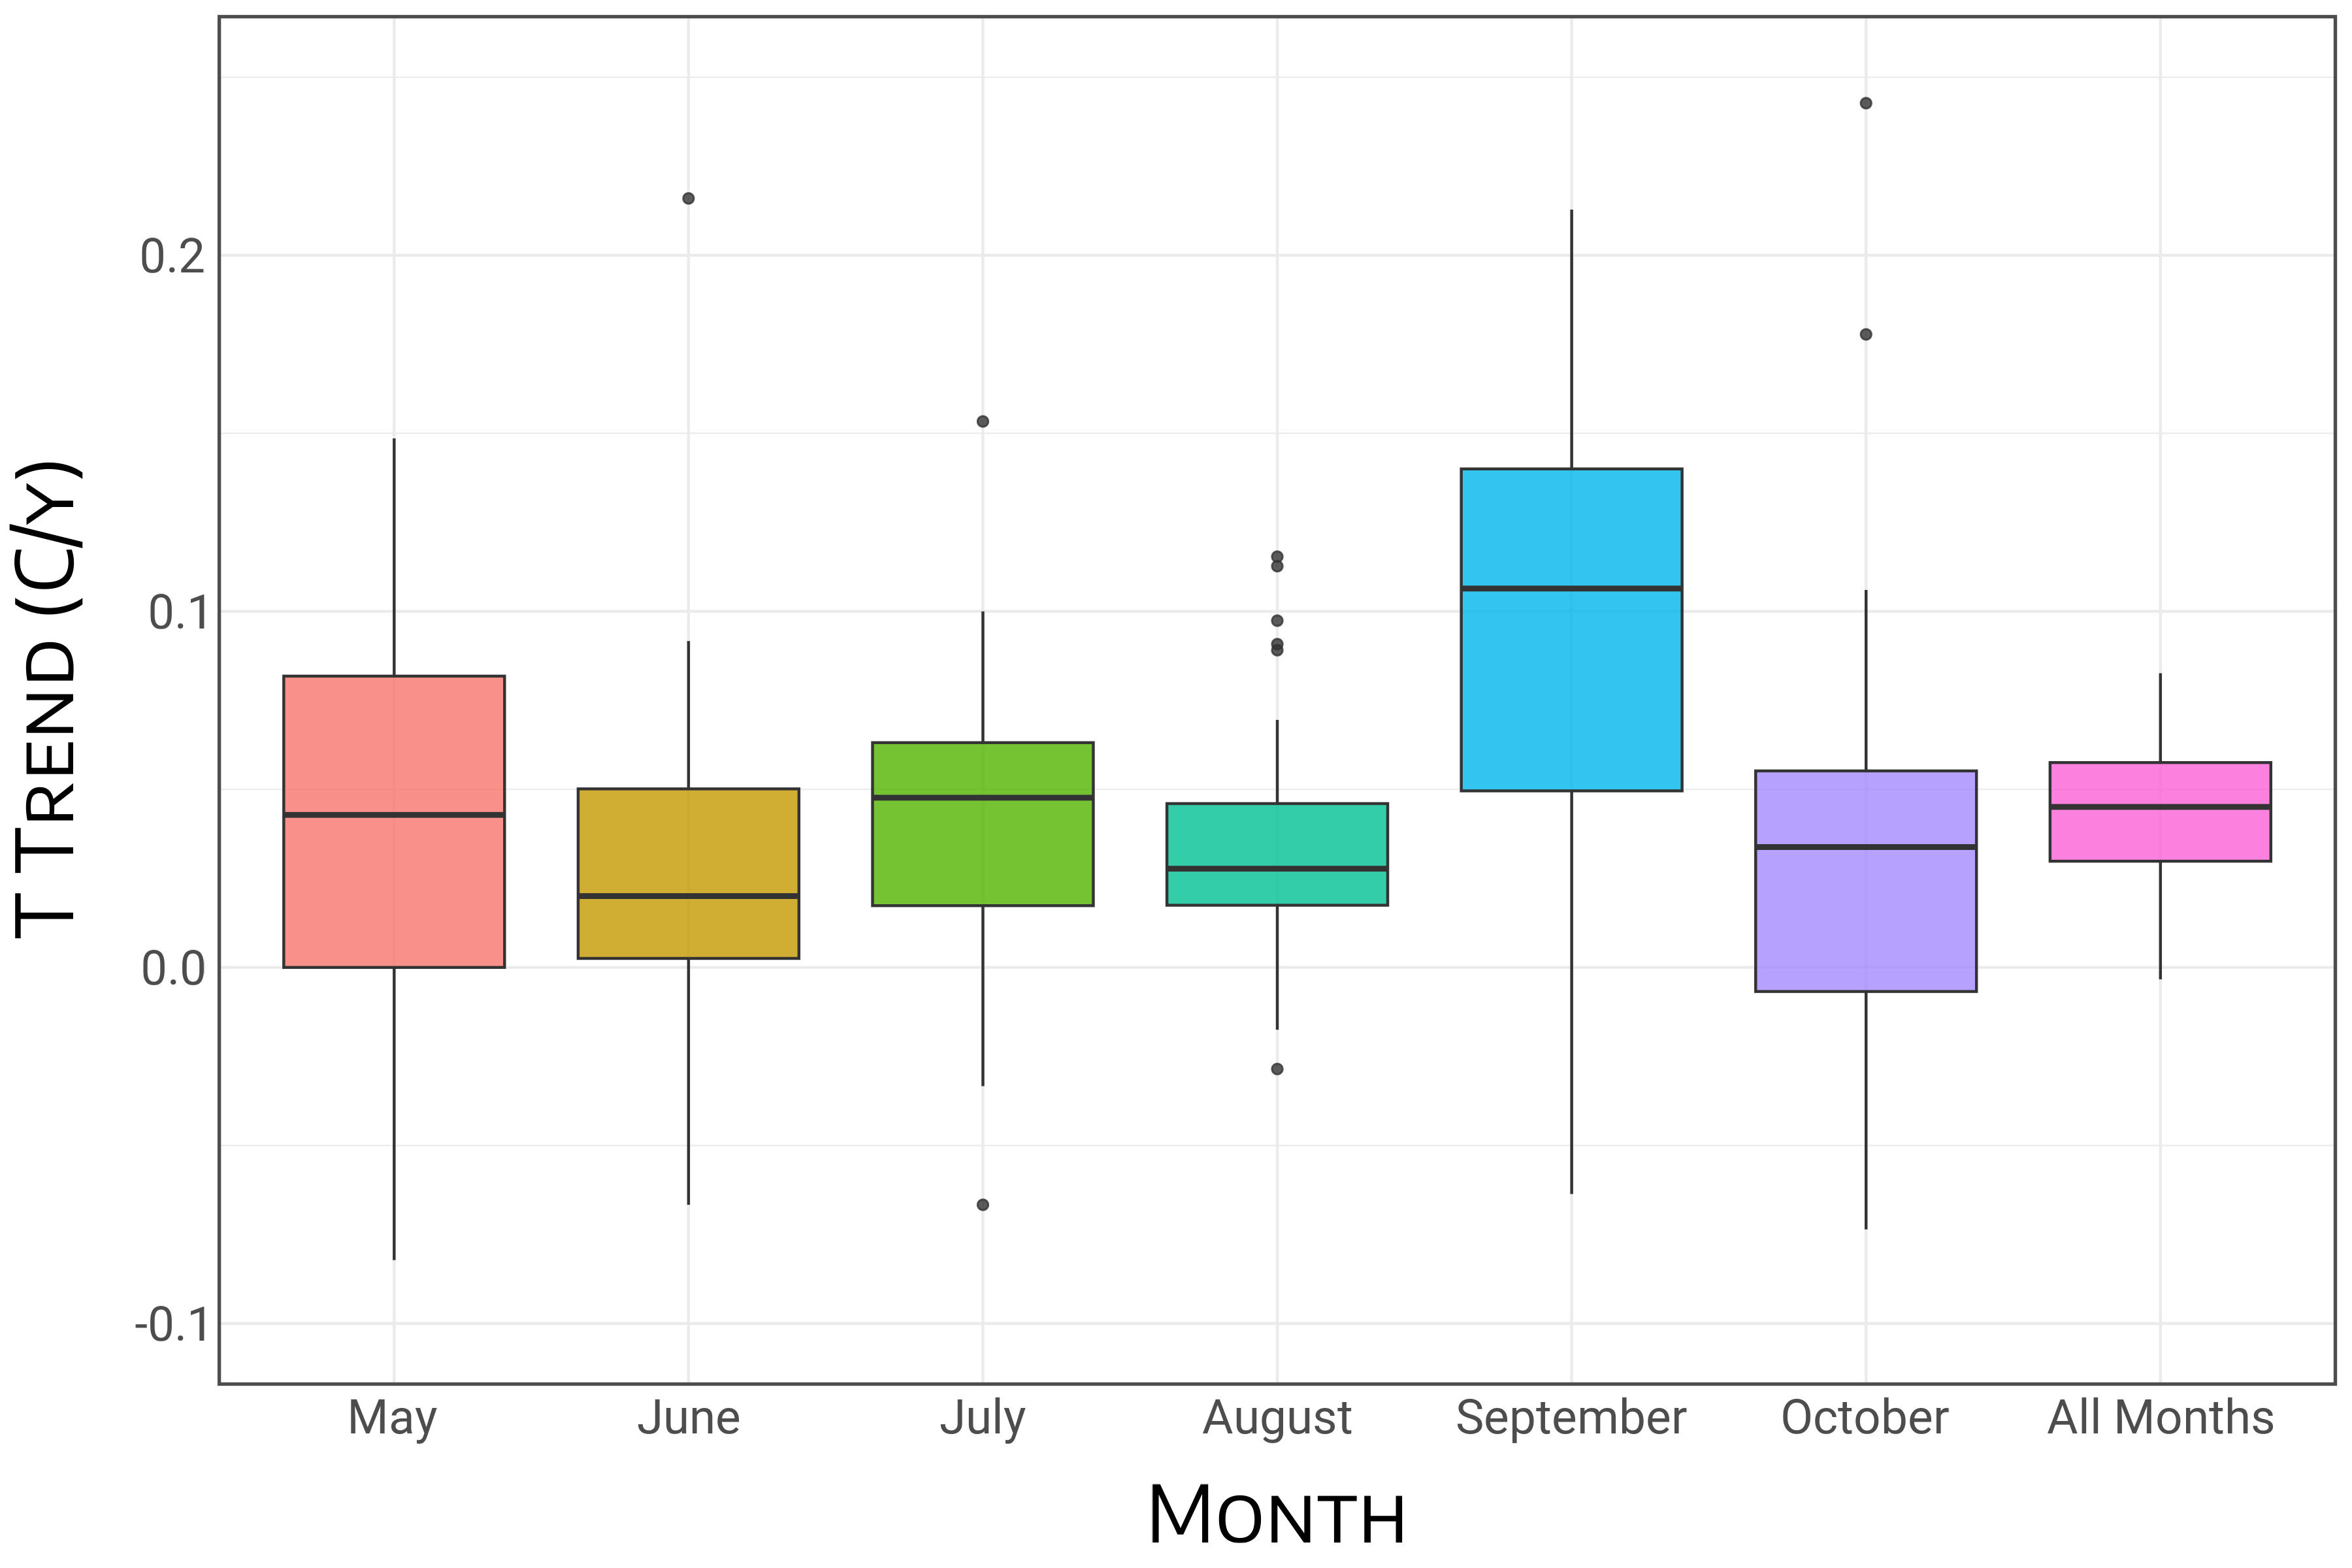 T TREND (C/Y)
0.2
0.1
0.0
-0.1
May June July August September October All Months
MONTH